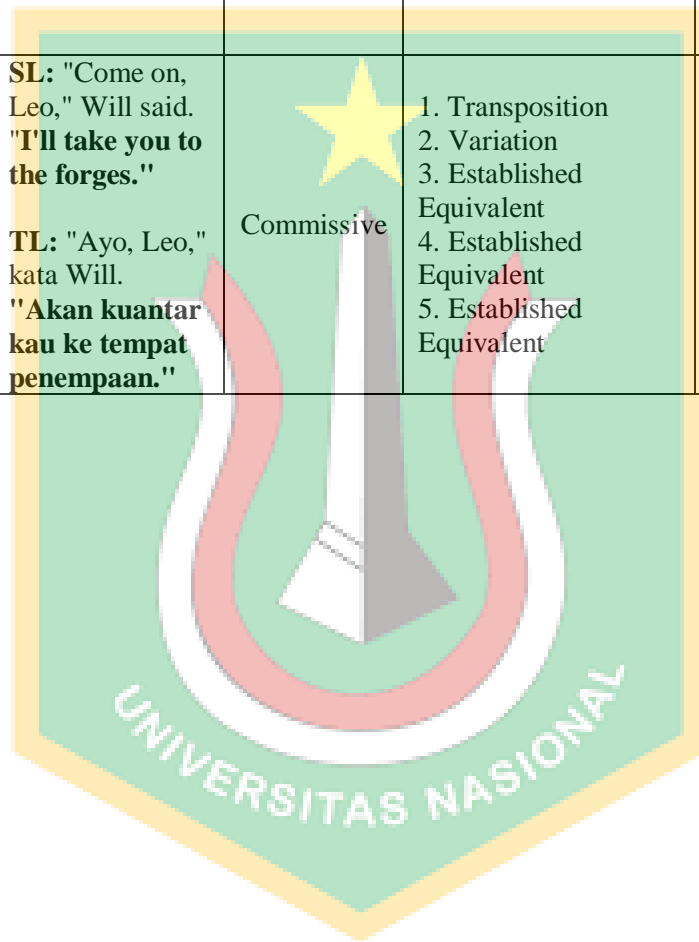 SL: "Come on,
Leo," Will said.
"I'll take you to
the forges."
TL: "Ayo, Leo,"
kata Will.
"Akan kuantar
kau ke tempat
penempaan."
Commissive
1. Transposition
2. Variation
3. Established
Equivalent
4. Established
Equivalent
5. Established
Equivalent
UNIVERSITAS NASIONAL